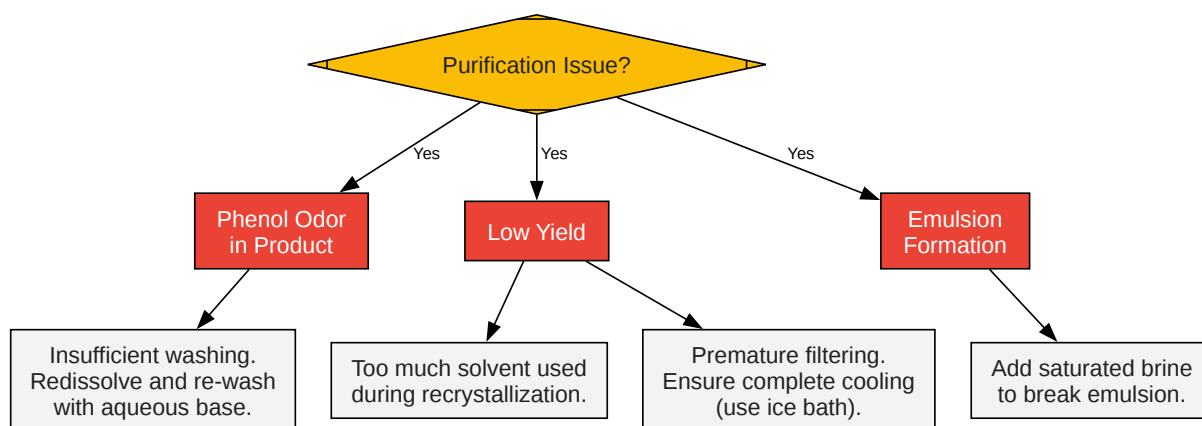 Purification Issue?
Yes
Yes
Yes
Phenol Odor
in Product
Low Yield
Emulsion
Formation
Insufficient washing.
Redissolve and re-wash
with aqueous base.
Too much solvent used
during recrystallization.
Premature filtering.
Ensure complete cooling
(use ice bath).
Add saturated brine
to break emulsion.